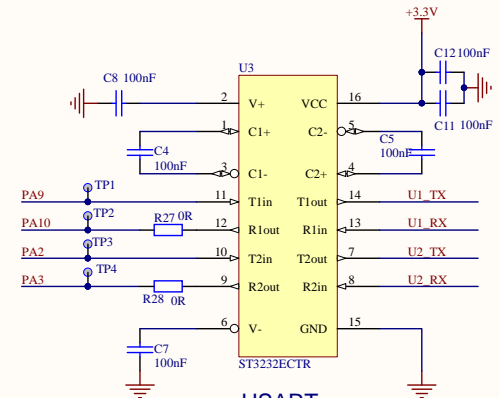 +3.3V
C12 100nF
U3
C8 100nF
2 V+ VCC 16
C11 100nF
1 C1+ C2- 5
C4
100nF
C5
100nF
3 C1- C2+ 4
TP1
PA9 11 T1in T1out 14 U1_TX
TP2
PA10 R27 0R 12 R1out R1in 13 U1_RX
TP3
PA2 10 T2in T2out 7 U2_TX
TP4
PA3 9 R2out R2in 8 U2_RX
R28 0R
6 V- GND 15
C7
100nF
ST3232ECTR